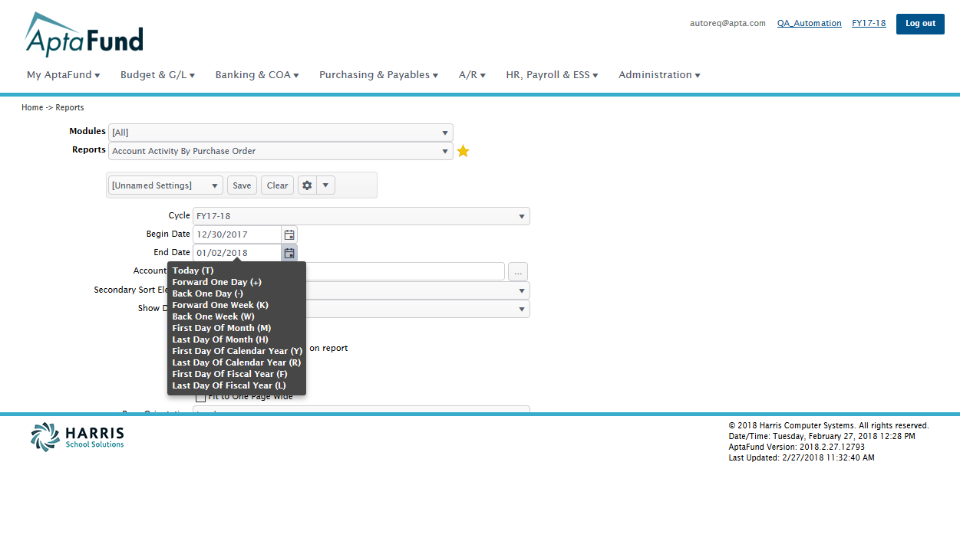 AptaFund
autoreq@apta.com QA_Automation FY17-18 Log out
My AptaFund Budget & G/L Banking & COA Purchasing & Payables A/R HR, Payroll & ESS Administration
Home -> Reports
Modules [All]
Reports Account Activity By Purchase Order
[Unnamed Settings] Save Clear
Cycle FY17-18
Begin Date 12/30/2017
End Date 01/02/2018
Account ...
Today (T)
Secondary Sort
Forward One Day (+)
Back One Day (-)
Show
Forward One Week (K)
Back One Week (W)
First Day Of Month (M)
Last Day Of Month (H)
on report
First Day Of Calendar Year (Y)
Last Day Of Calendar Year (R)
First Day Of Fiscal Year (F)
Last Day Of Fiscal Year (L)
Fit to One Page Wide
HARRIS
School Solutions
© 2018 Harris Computer Systems. All rights reserved.
Date/Time: Tuesday, February 27, 2018 12:28 PM
AptaFund Version: 2018.2.27.12793
Last Updated: 2/27/2018 11:32:40 AM